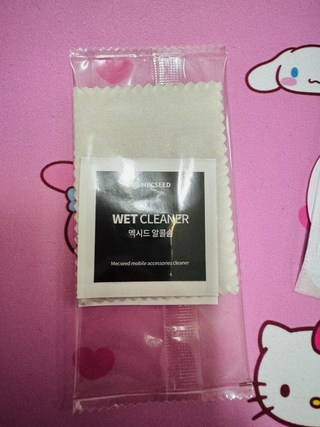 MECSEED
WET CLEANER
멕시드 알콜솜
Mecseed mobile accessories cleaner